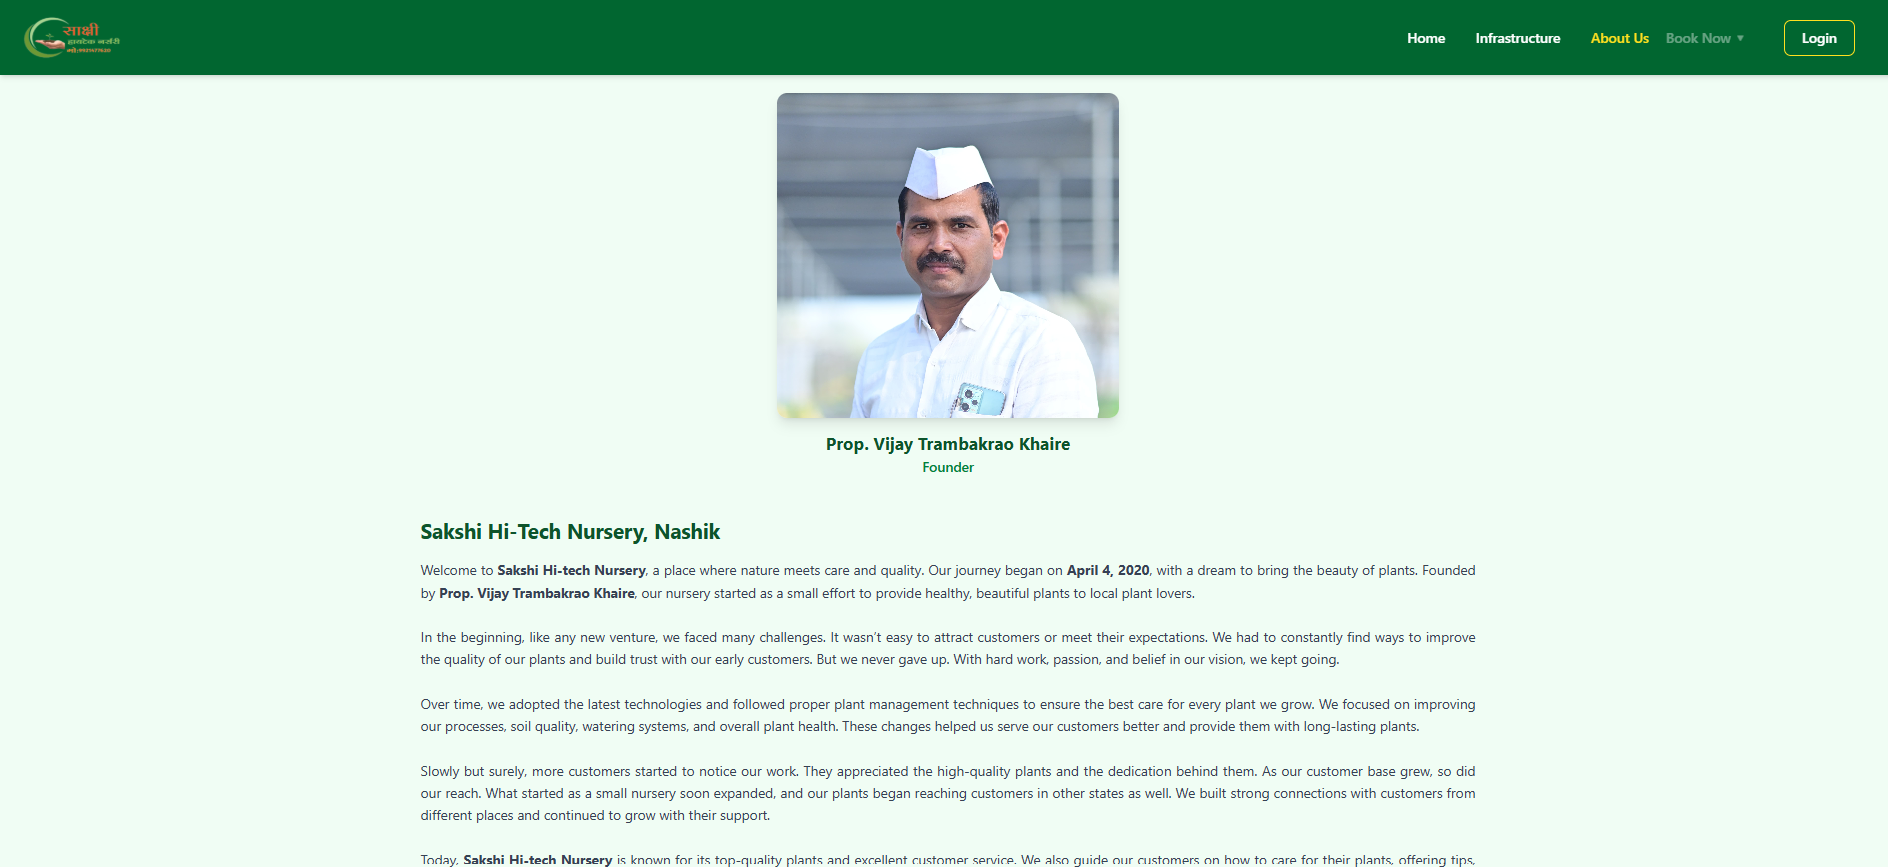 साक्षी
हायटेक नर्सरी
Home Infrastructure About Us Book Now ▼ Login
Prop. Vijay Trambakrao Khaire
Founder
Sakshi Hi-Tech Nursery, Nashik
Welcome to Sakshi Hi-tech Nursery, a place where nature meets care and quality. Our journey began on April 4, 2020, with a dream to bring the beauty of plants. Founded
by Prop. Vijay Trambakrao Khaire, our nursery started as a small effort to provide healthy, beautiful plants to local plant lovers.
In the beginning, like any new venture, we faced many challenges. It wasn’t easy to attract customers or meet their expectations. We had to constantly find ways to improve
the quality of our plants and build trust with our early customers. But we never gave up. With hard work, passion, and belief in our vision, we kept going.
Over time, we adopted the latest technologies and followed proper plant management techniques to ensure the best care for every plant we grow. We focused on improving
our processes, soil quality, watering systems, and overall plant health. These changes helped us serve our customers better and provide them with long-lasting plants.
Slowly but surely, more customers started to notice our work. They appreciated the high-quality plants and the dedication behind them. As our customer base grew, so did
our reach. What started as a small nursery soon expanded, and our plants began reaching customers in other states as well. We built strong connections with customers from
different places and continued to grow with their support.
Today, Sakshi Hi-tech Nursery is known for its top-quality plants and excellent customer service. We also guide our customers on how to care for their plants, offering tips,